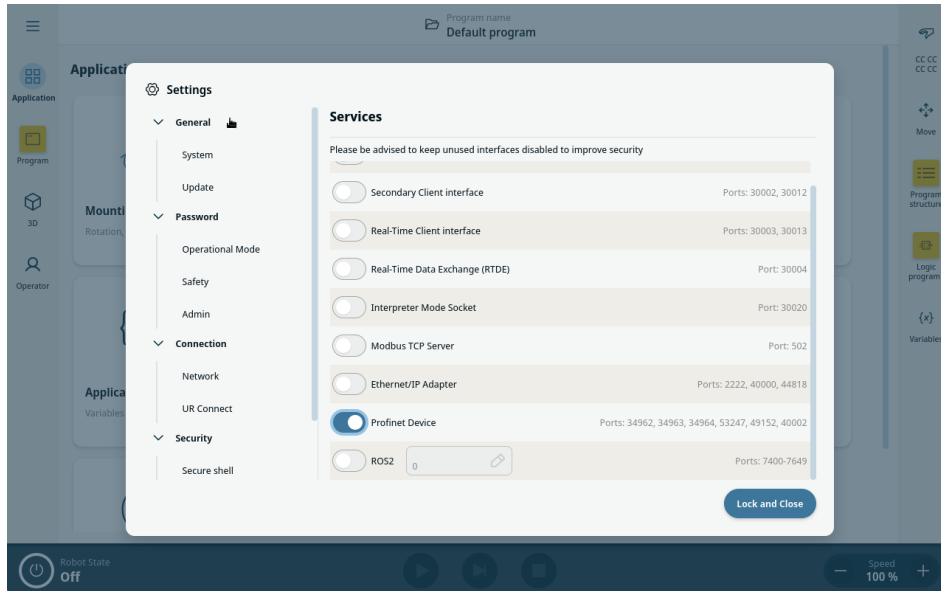 Program name
Default program
Applicati
Application
Program
3D
Operator
Mounti
Rotation,
Applica
Variables
Settings
General
System
Update
Password
Operational Mode
Safety
Admin
Connection
Network
UR Connect
Security
Secure shell
Services
Please be advised to keep unused interfaces disabled to improve security
Secondary Client interface Ports: 30002, 30012
Real-Time Client interface Ports: 30003, 30013
Real-Time Data Exchange (RTDE) Port: 30004
Interpreter Mode Socket Port: 30020
Modbus TCP Server Port: 502
Ethernet/IP Adapter Ports: 2222, 40000, 44818
Profinet Device Ports: 34962, 34963, 34964, 53247, 49152, 40002
ROS2 0 Ports: 7400-7649
Lock and Close
CC CC
CC CC
Move
Program
structur
Logic
program
{x}
Variable
Robot State
Off
Speed
100 %